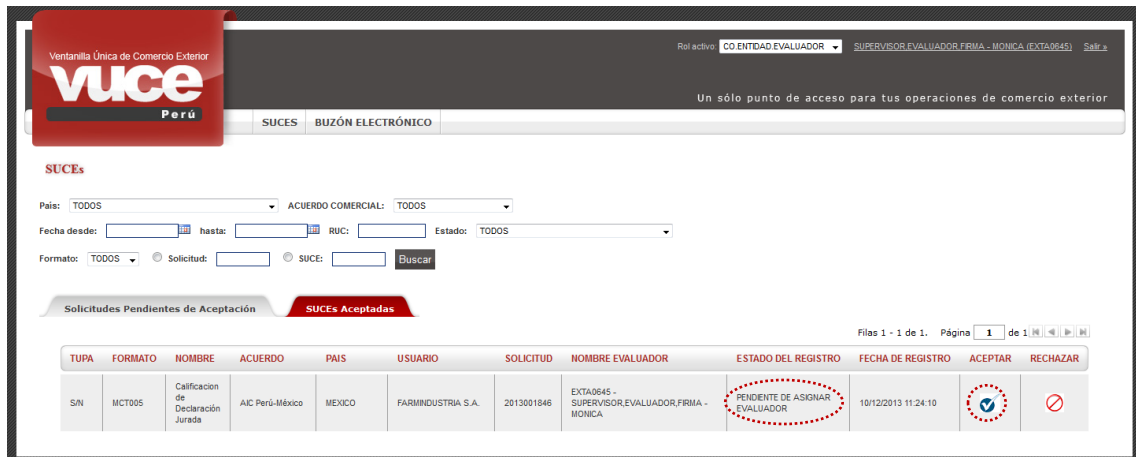 Ventanilla Única de Comercio Exterior
vuce
Perú
Rol activo: CO.ENTIDAD.EVALUADOR SUPERVISOR,EVALUADOR,FIRMA - MONICA (EXTA0645) Salir »
Un sólo punto de acceso para tus operaciones de comercio exterior
SUCES BUZÓN ELECTRÓNICO
SUCEs
Pais: TODOS ACUERDO COMERCIAL: TODOS
Fecha desde: hasta: RUC: Estado: TODOS
Formato: TODOS Solicitud: SUCE: Buscar
Solicitudes Pendientes de Aceptación SUCEs Aceptadas
Filas 1 - 1 de 1. Página 1 de 1
TUPA FORMATO NOMBRE ACUERDO PAIS USUARIO SOLICITUD NOMBRE EVALUADOR ESTADO DEL REGISTRO FECHA DE REGISTRO ACEPTAR RECHAZAR
S/N MCT005 Calificacion de Declaración Jurada AIC Perú-México MEXICO FARMINDUSTRIA S.A. 2013001846 EXTA0645 - SUPERVISOR,EVALUADOR,FIRMA - MONICA PENDIENTE DE ASIGNAR EVALUADOR 10/12/2013 11:24:10